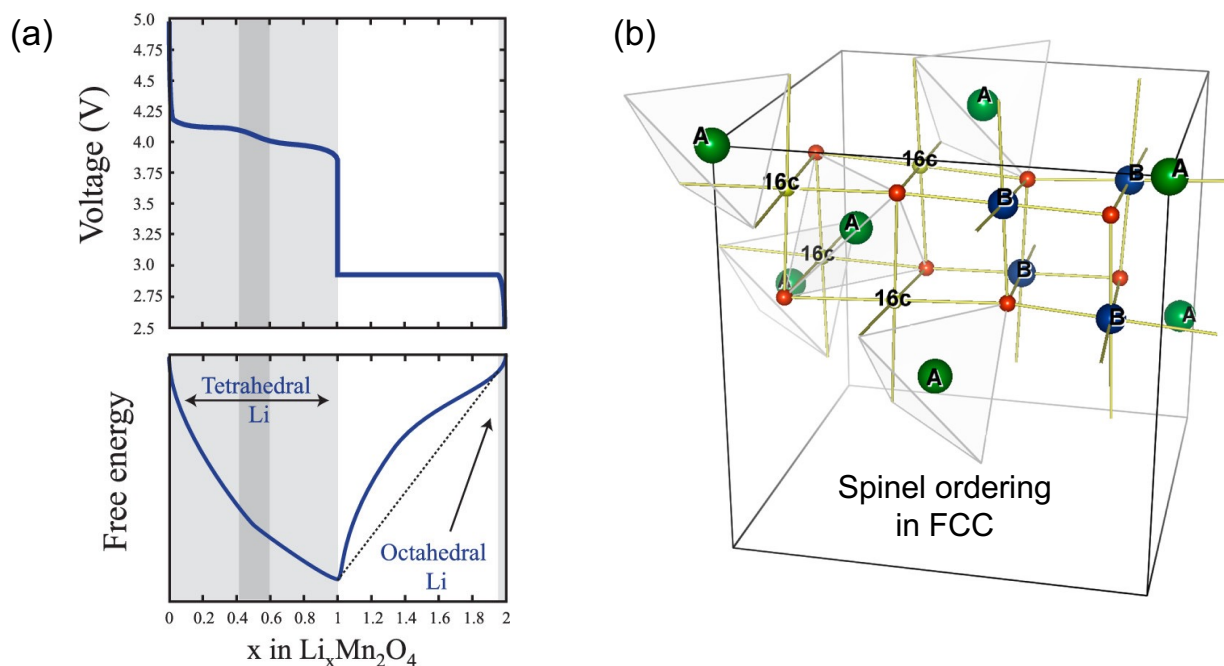 (a)
5.0
4.75
4.5
4.25
4.0
3.75
3.5
3.25
3.0
2.75
2.5
Voltage (V)
Tetrahedral
Li
Octahedral
Li
Free energy
0 0.2 0.4 0.6 0.8 1 1.2 1.4 1.6 1.8 2
x in LixMn2O4
(b)
A
A
16c
16c
B
A
B
A
16c
B
A
16c
B
A
A
Spinel ordering
in FCC